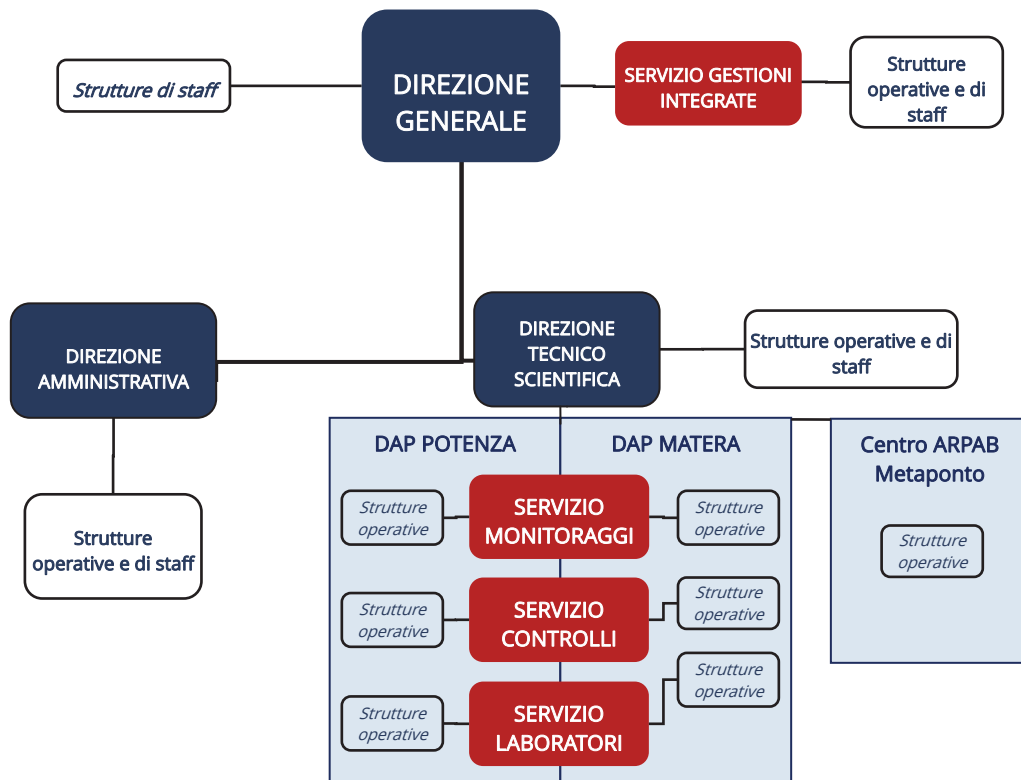 Strutture di staff
DIREZIONE
GENERALE
SERVIZIO GESTIONI
INTEGRATE
Strutture
operative e di
staff
DIREZIONE
AMMINISTRATIVA
DIREZIONE
TECNICO
SCIENTIFICA
Strutture operative e di
staff
Strutture
operative e di staff
DAP POTENZA
DAP MATERA
Centro ARPAB
Metaponto
Strutture
operative
SERVIZIO
MONITORAGGI
Strutture
operative
Strutture
operative
Strutture
operative
SERVIZIO
CONTROLLI
Strutture
operative
Strutture
operative
SERVIZIO
LABORATORI
Strutture
operative